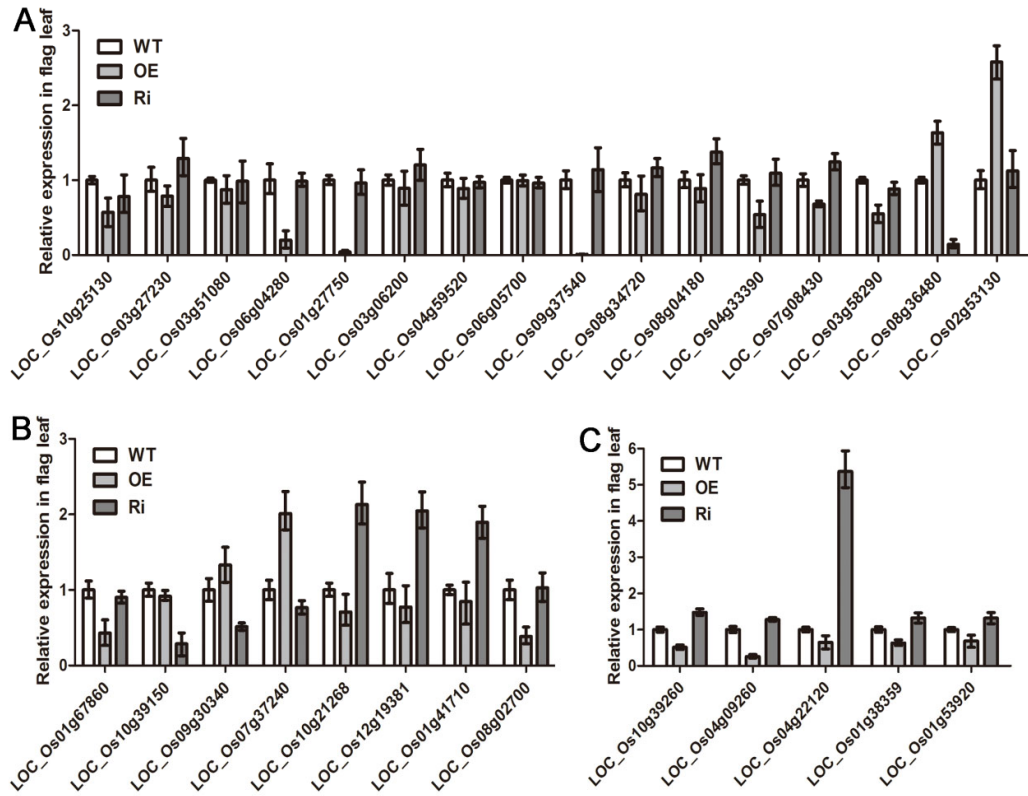 A
Relative expression in flag leaf
3
2
1
0
WT
OE
Ri
LOC_Os10g25130
LOC_Os03g27230
LOC_Os03g51080
LOC_Os06g04280
LOC_Os01g27750
LOC_Os03g06200
LOC_Os04g59520
LOC_Os06g05700
LOC_Os09g37540
LOC_Os08g34720
LOC_Os08g04180
LOC_Os04g33390
LOC_Os07g08430
LOC_Os03g58290
LOC_Os08g36480
LOC_Os02g53130
B
Relative expression in flag leaf
3
2
1
0
WT
OE
Ri
LOC_Os01g67860
LOC_Os10g39150
LOC_Os09g30340
LOC_Os07g37240
LOC_Os10g21268
LOC_Os12g19381
LOC_Os01g41710
LOC_Os08g02700
C
Relative expression in flag leaf
6
5
4
3
2
1
0
WT
OE
Ri
LOC_Os10g39260
LOC_Os04g09260
LOC_Os04g22120
LOC_Os01g38359
LOC_Os01g53920